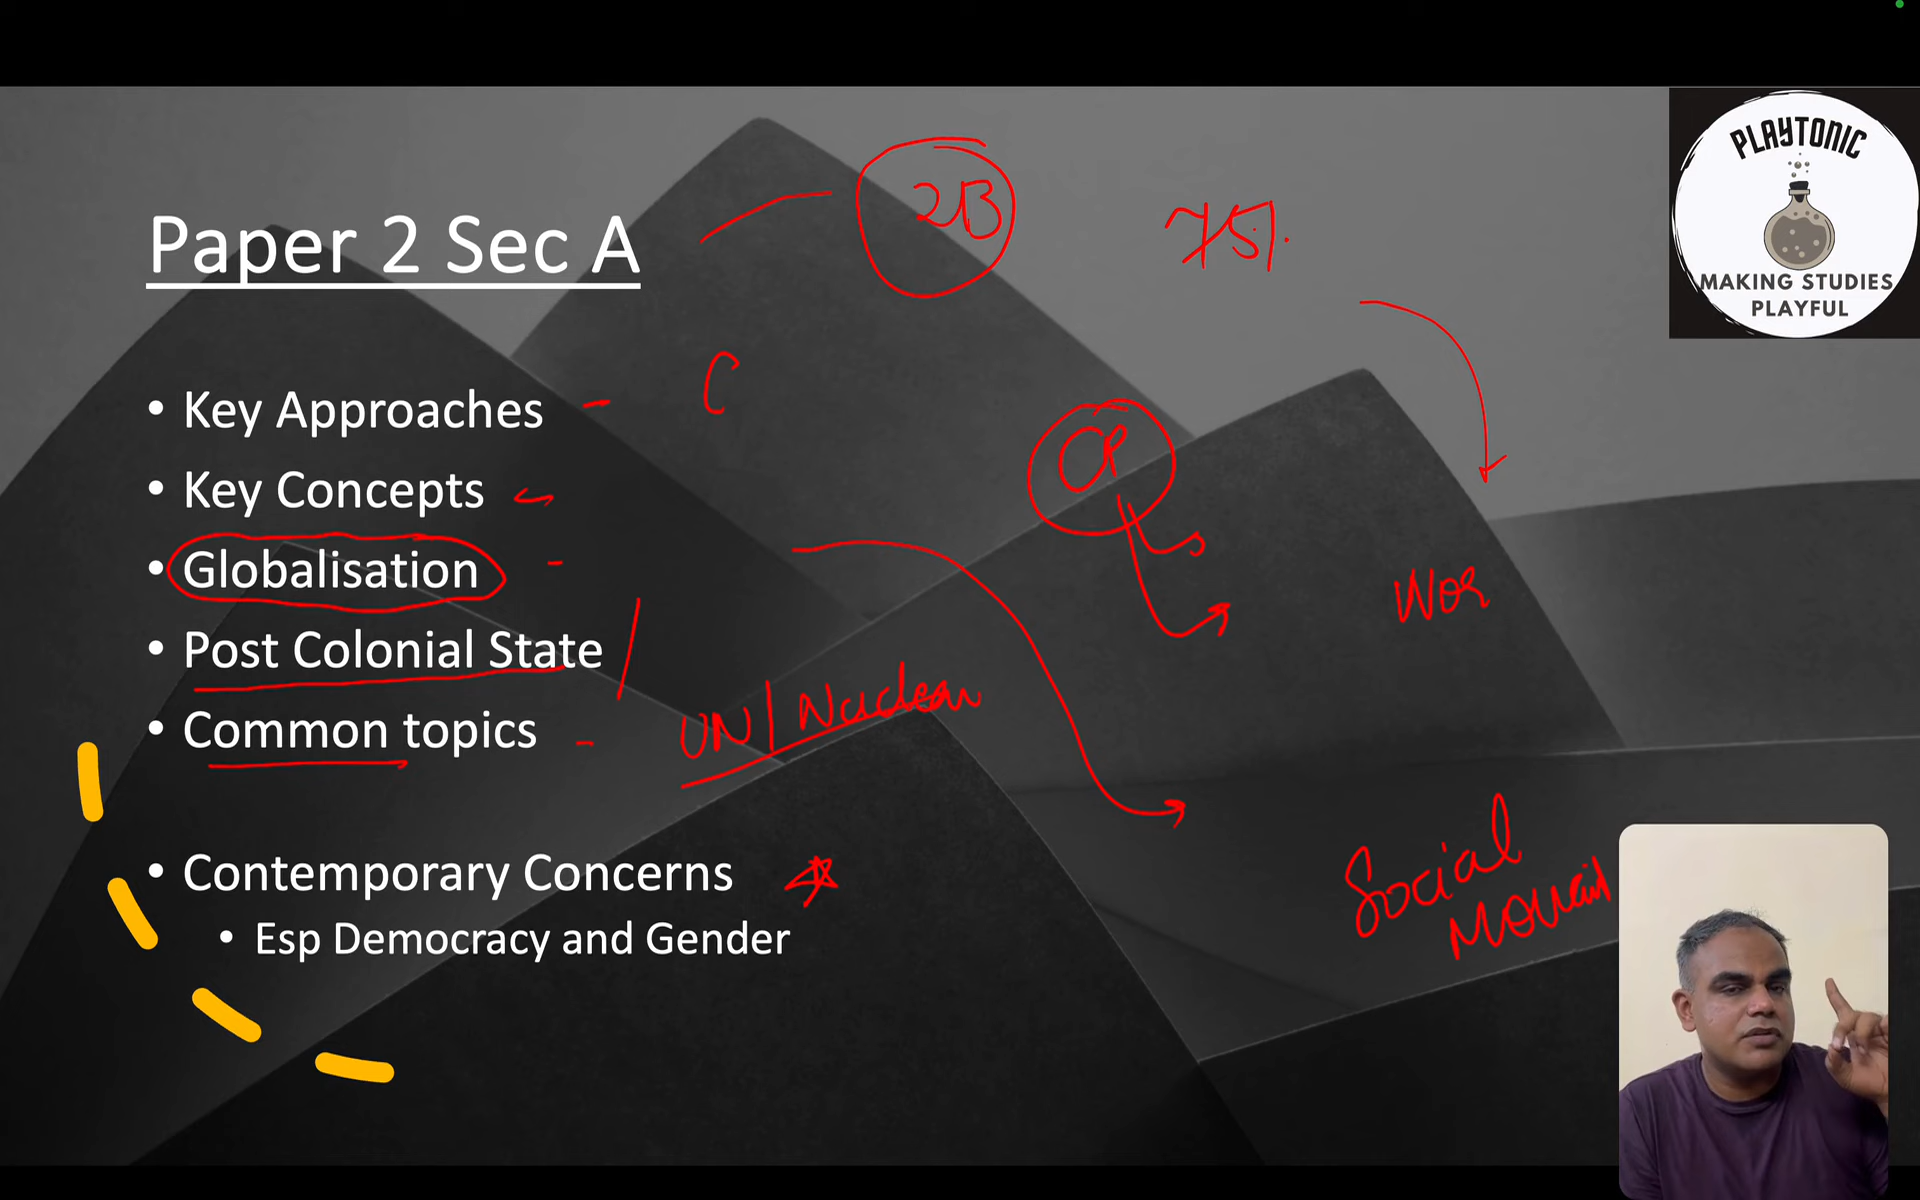 PLAYTONIC
MAKING STUDIES
PLAYFUL
Paper 2 Sec A
2B
75%
• Key Approaches
C
CP
• Key Concepts
• Globalisation
Wor
• Post Colonial State
• Common topics
UN/Nuclear
• Contemporary Concerns
• Esp Democracy and Gender
Social